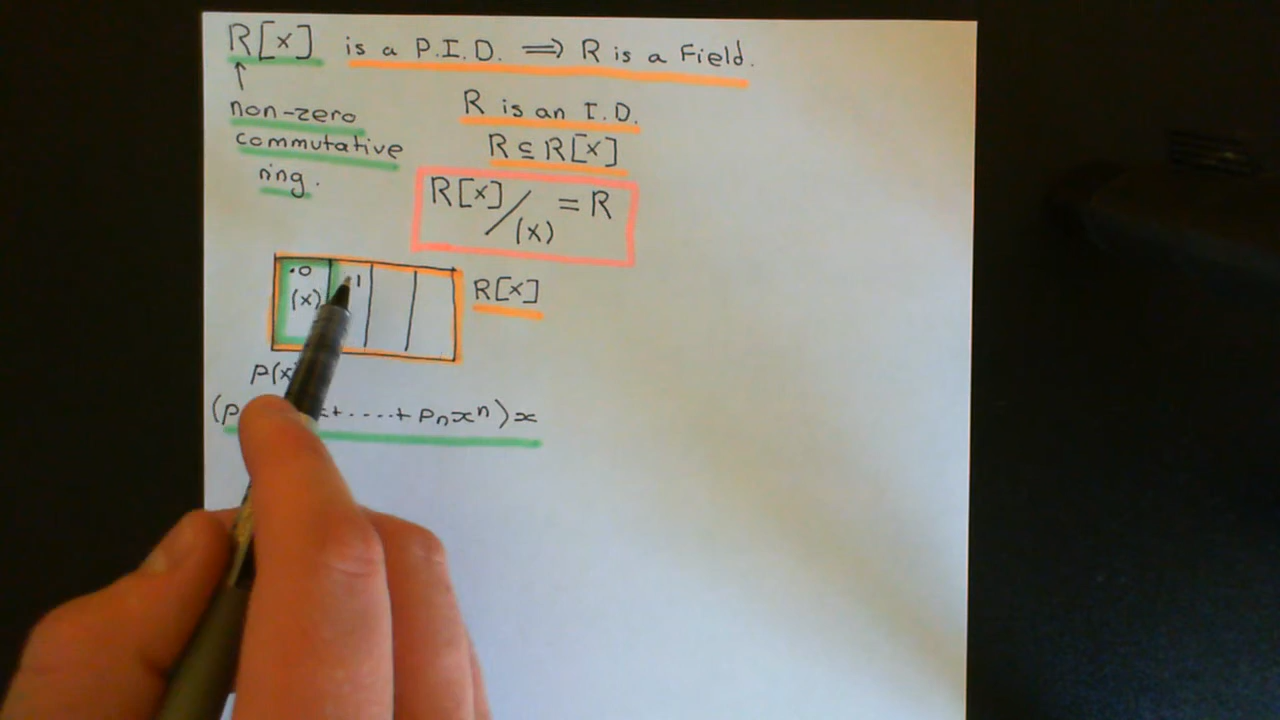 R[x] is a P.I.D. ⟹ R is a Field.
↑
non-zero
commutative
ring.
R is an I.D.
R ⊆ R[x]
R[x]/(x) = R
·0 ·1
(x)
R[x]
P(x
(P + .... + Pₙxⁿ)x